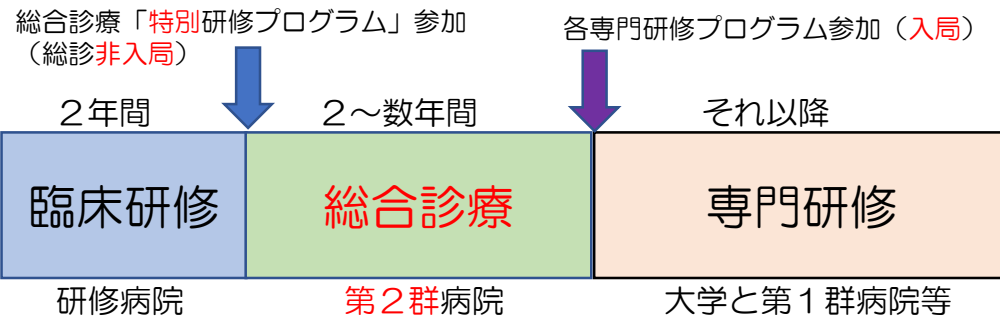 総合診療「特別研修プログラム」参加
（総診非入局）
各専門研修プログラム参加（入局）
２年間
２～数年間
それ以降
臨床研修
総合診療
専門研修
研修病院
第２群病院
大学と第１群病院等